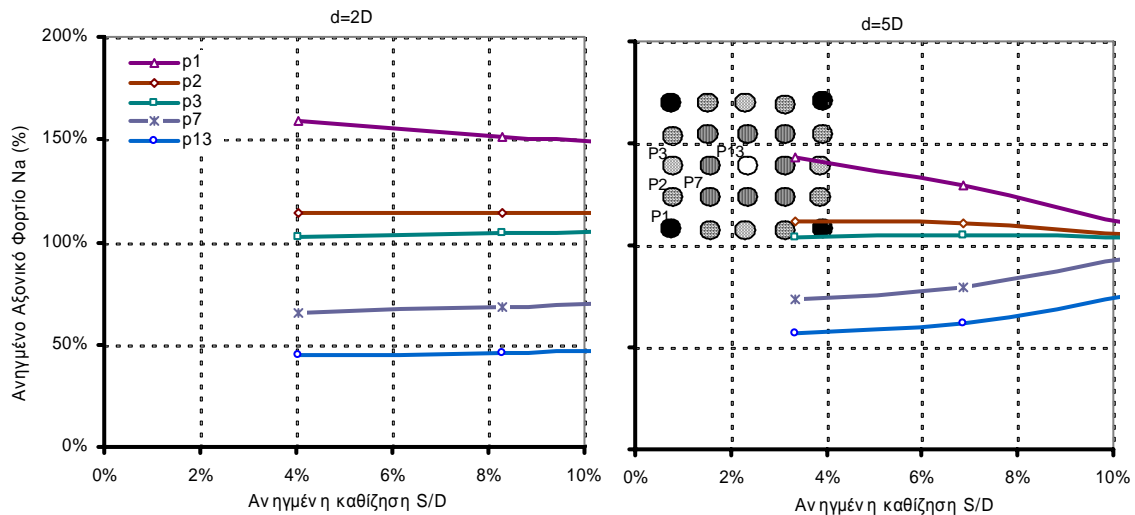 d=2D
200%
150%
100%
50%
0%
0%
2%
4%
6%
8%
10%
Ανηγμένο Αξονικό Φορτίο Na (%)
Ανηγμένη καθίζηση S/D
p1
p2
p3
p7
p13
d=5D
P3
P13
P2
P7
P1
0%
2%
4%
6%
8%
10%
Ανηγμένη καθίζηση S/D